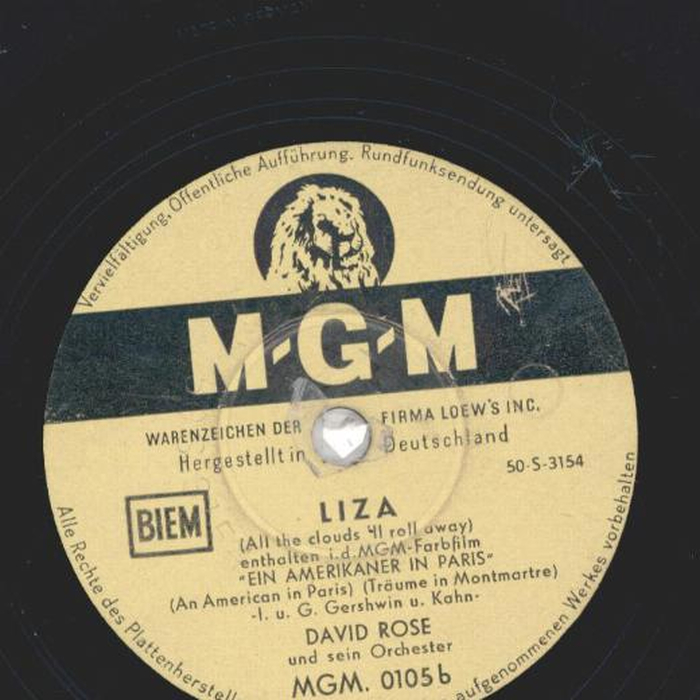 Vervielfältigung, Öffentliche Aufführung, Rundfunksendung untersagt
M-G-M
WARENZEICHEN DER FIRMA LOEW'S INC.
Hergestellt in Deutschland
50-S-3154
BIEM
LIZA
(All the clouds 'll roll away)
enthalten i.d.MGM-Farbfilm
"EIN AMERIKANER IN PARIS"
(An American in Paris) (Träume in Montmartre)
-I. u. G. Gershwin u. Kahn-
DAVID ROSE
und sein Orchester
MGM. 0105 b
Alle Rechte des Plattenherstell
aufgenommenen Werkes vorbehalten